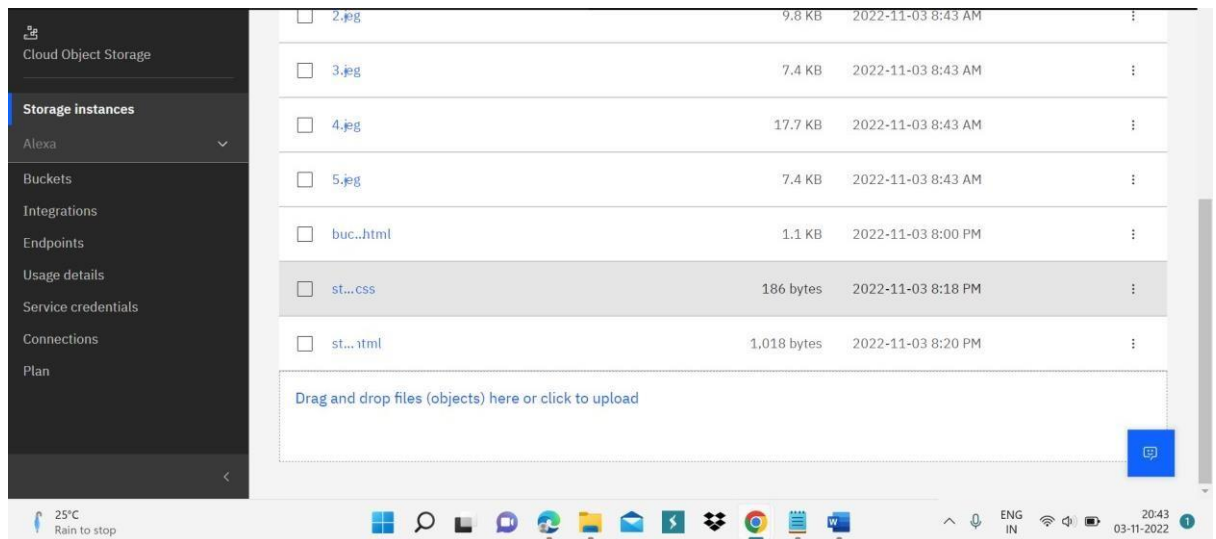 Cloud Object Storage
Storage instances
Alexa
Buckets
Integrations
Endpoints
Usage details
Service credentials
Connections
Plan
2.jeg 9.8 KB 2022-11-03 8:43 AM
3.jeg 7.4 KB 2022-11-03 8:43 AM
4.jeg 17.7 KB 2022-11-03 8:43 AM
5.jeg 7.4 KB 2022-11-03 8:43 AM
buc..html 1.1 KB 2022-11-03 8:00 PM
st...css 186 bytes 2022-11-03 8:18 PM
st... 1,018 bytes 2022-11-03 8:20 PM
Drag and drop files (objects) here or click to upload
25°C
Rain to stop
ENG
IN
20:43
03-11-2022
1